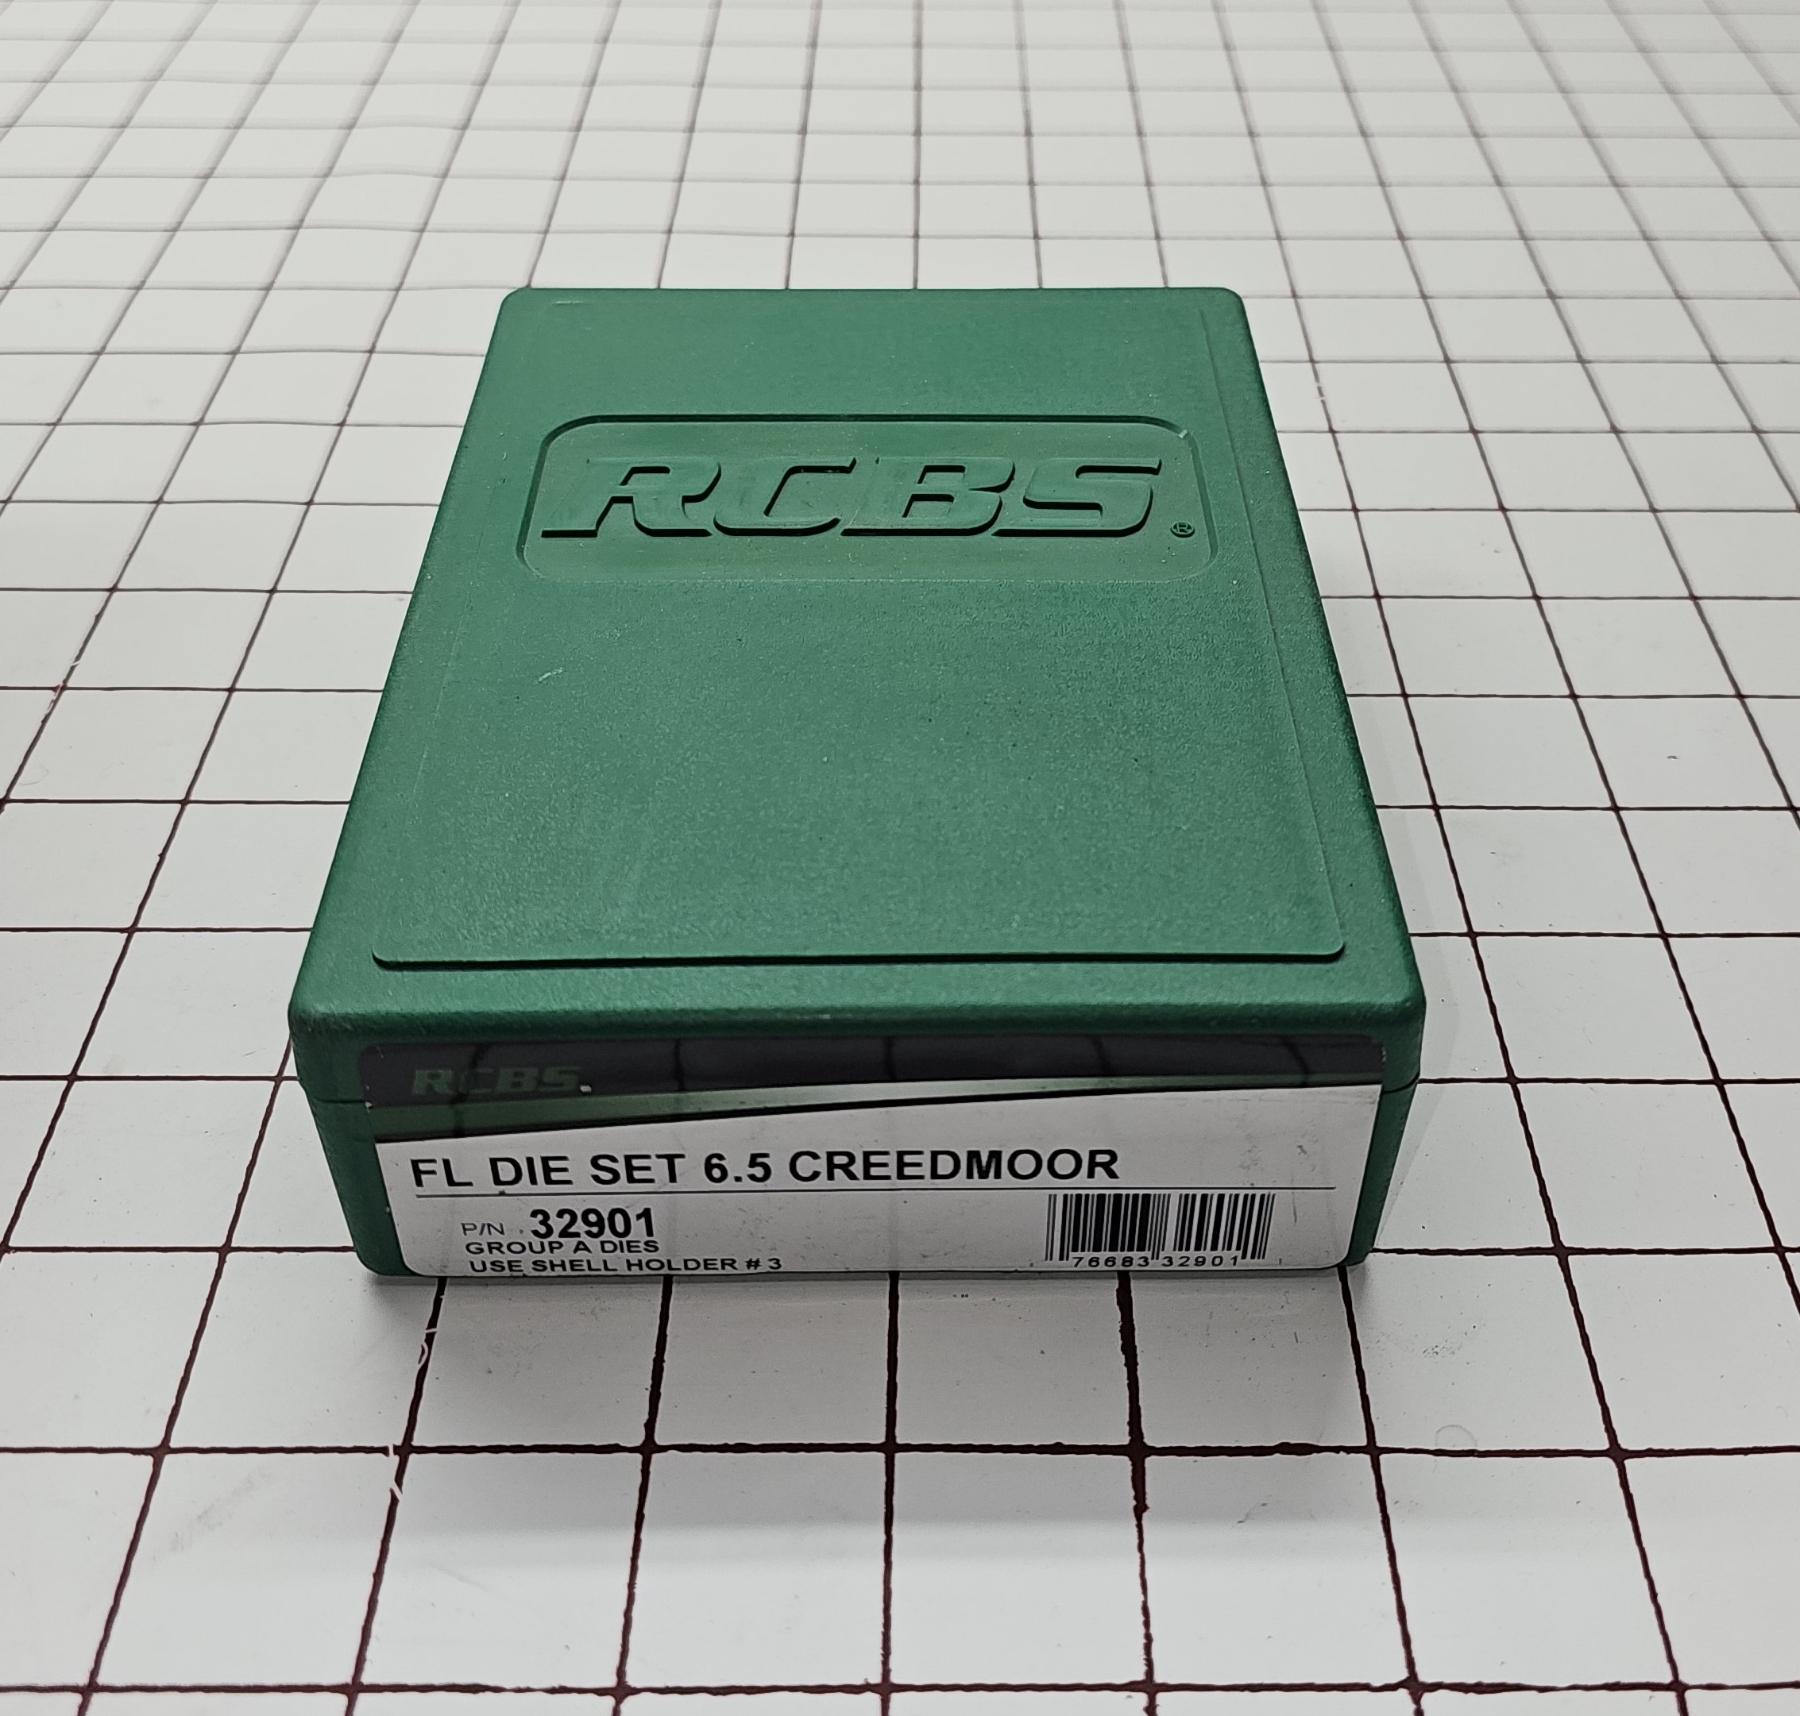 RCBS®
RCBS.
FL DIE SET 6.5 CREEDMOOR
P/N 32901
GROUP A DIES
USE SHELL HOLDER # 3
76683 32901